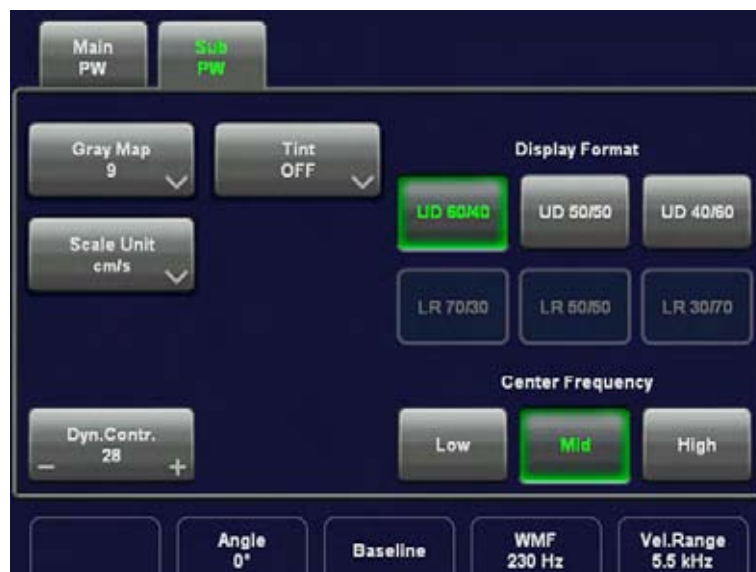 Main
PW
Sub
PW
Gray Map
9
Tint
OFF
Display Format
UD 60/40
UD 50/50
UD 40/60
Scale Unit
cm/s
LR 70/30
LR 50/50
LR 30/70
Center Frequency
Dyn.Contr.
28
Low
Mid
High
Angle
0°
Baseline
WMF
230 Hz
Vel.Range
5.5 kHz